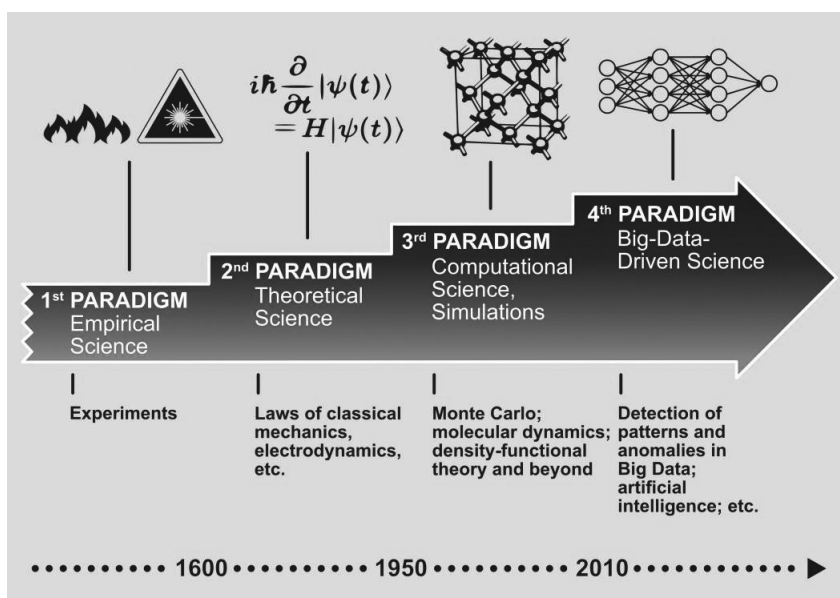 iℏ ∂/∂t |ψ(t)⟩
= H|ψ(t)⟩
1st PARADIGM
Empirical
Science
2nd PARADIGM
Theoretical
Science
3rd PARADIGM
Computational
Science,
Simulations
4th PARADIGM
Big-Data-
Driven Science
Experiments
Laws of classical
mechanics,
electrodynamics,
etc.
Monte Carlo;
molecular dynamics;
density-functional
theory and beyond
Detection of
patterns and
anomalies in
Big Data;
artificial
intelligence; etc.
1600
1950
2010